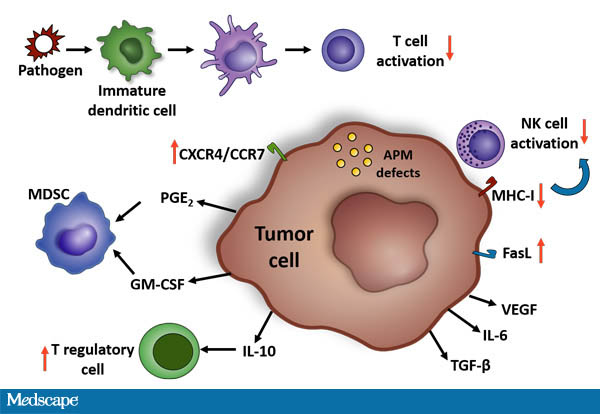 Pathogen
Immature
dendritic cell
T cell
activation
CXCR4/CCR7
APM
defects
NK cell
activation
MHC-I
MDSC
PGE₂
Tumor
cell
FasL
GM-CSF
VEGF
IL-6
TGF-β
T regulatory
cell
IL-10
Medscape